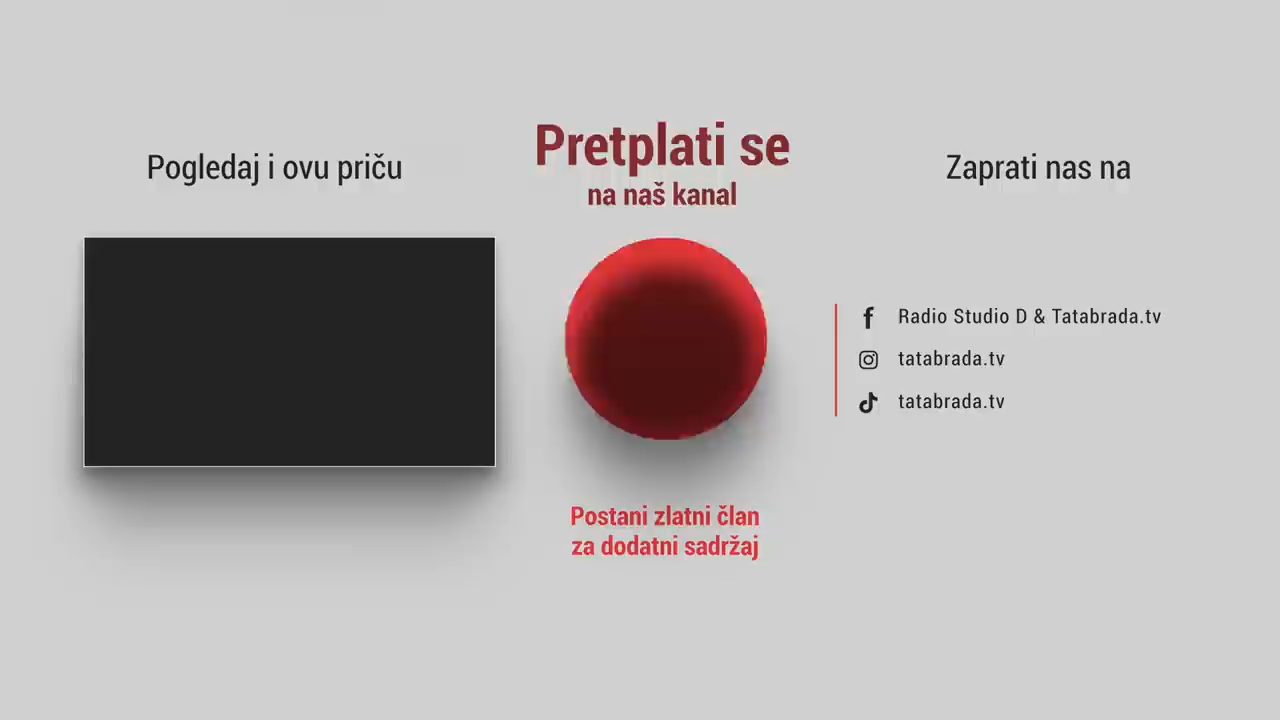 Pogledaj i ovu priču
Pretplati se
na naš kanal
Postani zlatni član
za dodatni sadržaj
Zaprati nas na
Radio Studio D & Tatabrada.tv
tatabrada.tv
tatabrada.tv